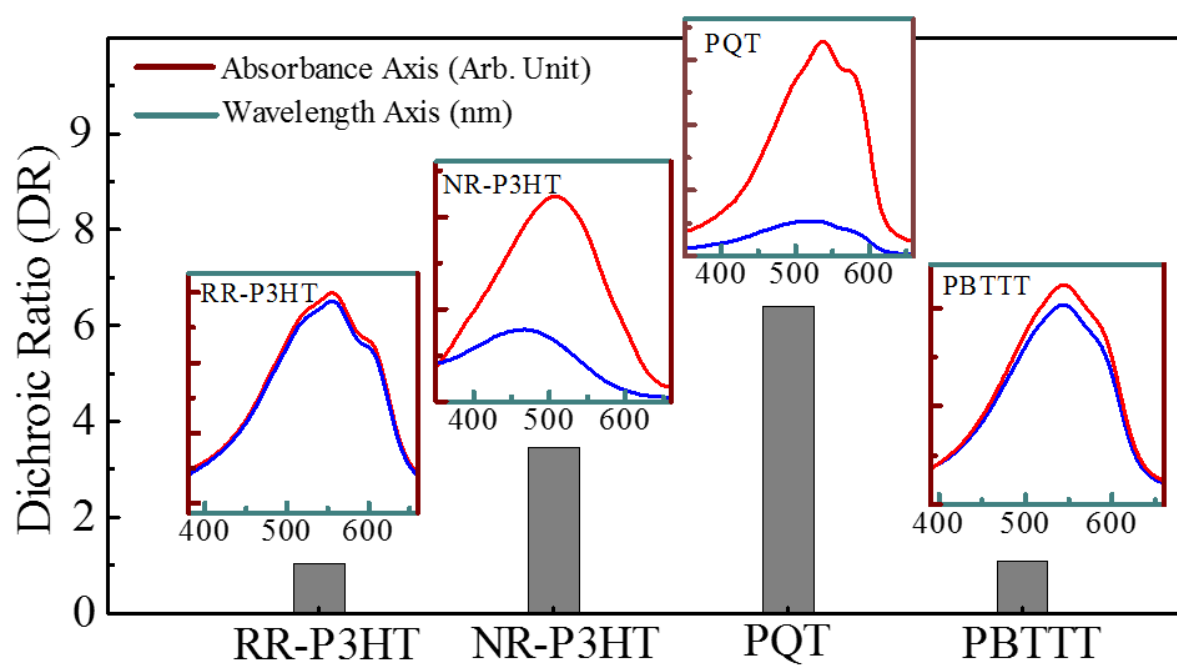 Absorbance Axis (Arb. Unit)
Wavelength Axis (nm)
Dichroic Ratio (DR)
9
8
6
4
2
0
RR-P3HT
400 500 600
NR-P3HT
400 500 600
PQT
400 500 600
PBTTT
400 500 600
RR-P3HT NR-P3HT PQT PBTTT